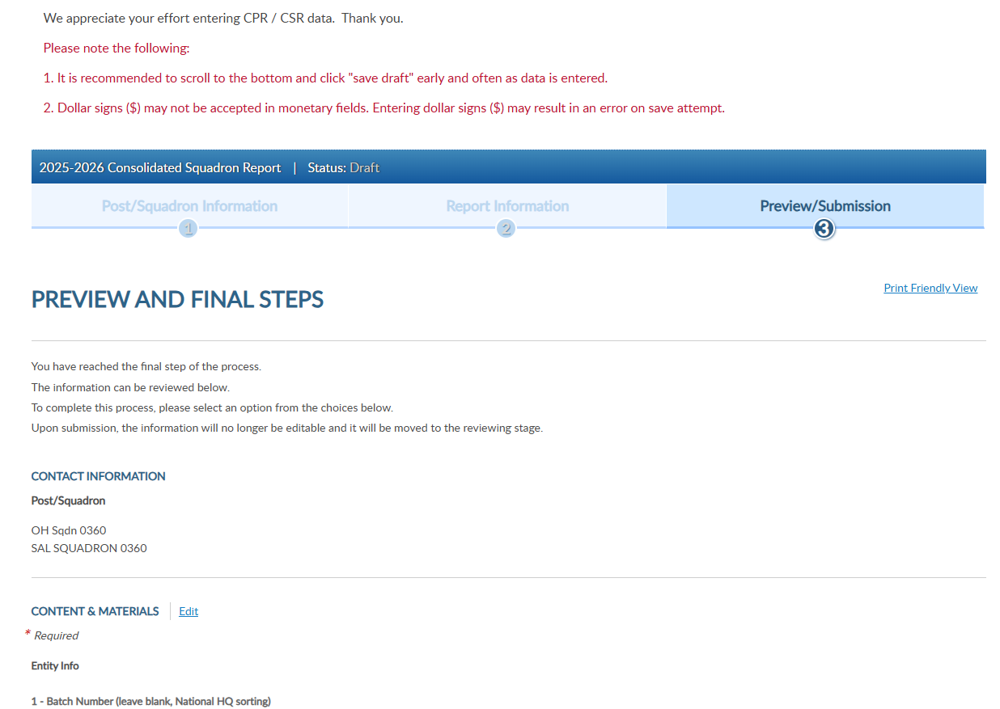 We appreciate your effort entering CPR / CSR data.  Thank you.
Please note the following:
1. It is recommended to scroll to the bottom and click "save draft" early and often as data is entered.
2. Dollar signs ($) may not be accepted in monetary fields. Entering dollar signs ($) may result in an error on save attempt.
2025-2026 Consolidated Squadron Report | Status: Draft
Post/Squadron Information
Report Information
Preview/Submission
1
2
3
Print Friendly View
PREVIEW AND FINAL STEPS
You have reached the final step of the process.
The information can be reviewed below.
To complete this process, please select an option from the choices below.
Upon submission, the information will no longer be editable and it will be moved to the reviewing stage.
CONTACT INFORMATION
Post/Squadron
OH Sqdn 0360
SAL SQUADRON 0360
CONTENT & MATERIALS | Edit
* Required
Entity Info
1 - Batch Number (leave blank, National HQ sorting)